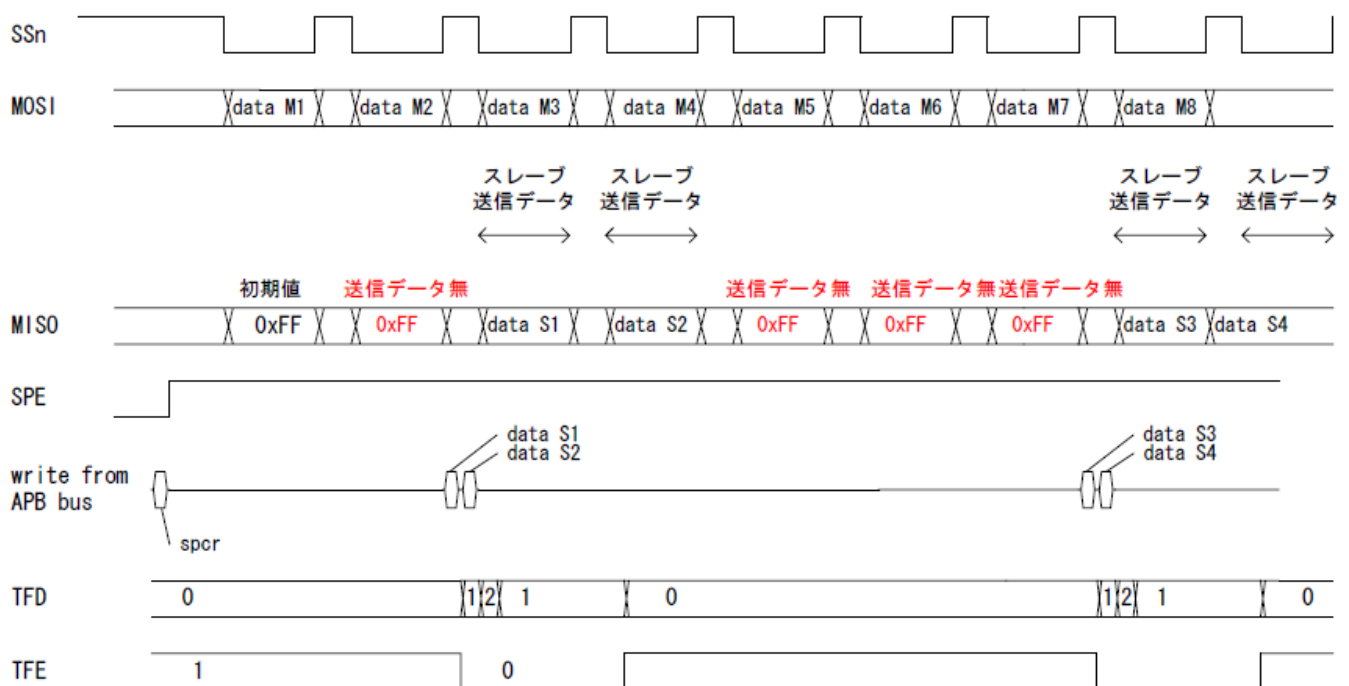 SSn
MOSI
data M1 data M2 data M3 data M4 data M5 data M6 data M7 data M8
スレーブ スレーブ スレーブ スレーブ
送信データ 送信データ 送信データ 送信データ
初期値 送信データ無 送信データ無 送信データ無 送信データ無
MISO
0xFF 0xFF data S1 data S2 0xFF 0xFF 0xFF data S3 data S4
SPE
data S1 data S3
data S2 data S4
write from
APB bus
spcr
TFD 0 1 2 1 0 1 2 1 0
TFE 1 0